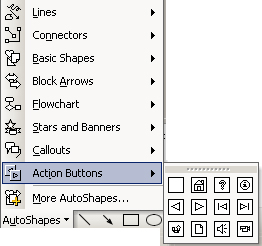 Lines
Connectors
Basic Shapes
Block Arrows
Flowchart
Stars and Banners
Callouts
Action Buttons
More AutoShapes...
AutoShapes